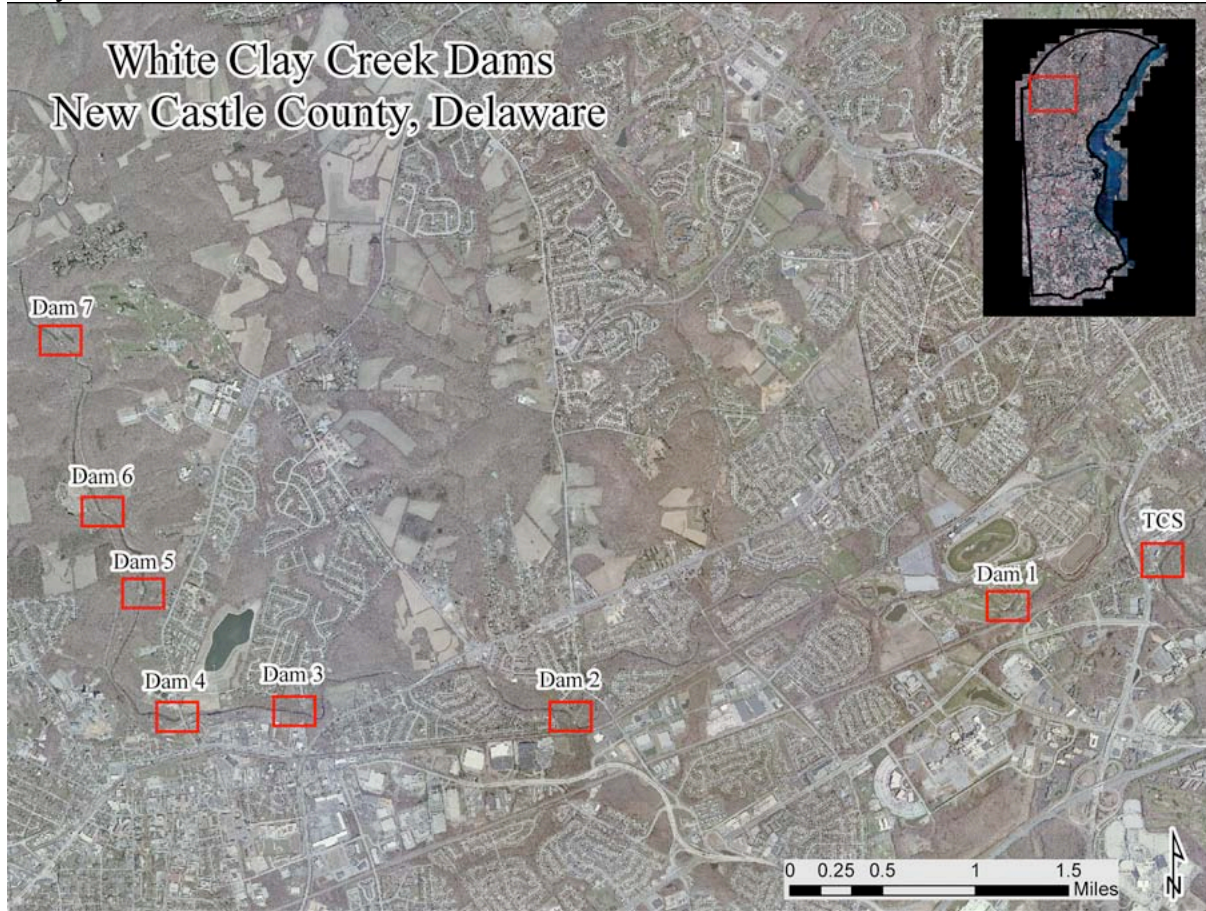 White Clay Creek Dams
New Castle County, Delaware
Dam 7
Dam 6
TCS
Dam 5
Dam 1
Dam 3
Dam 4
Dam 2
0 0.25 0.5 1 1.5
Miles
N